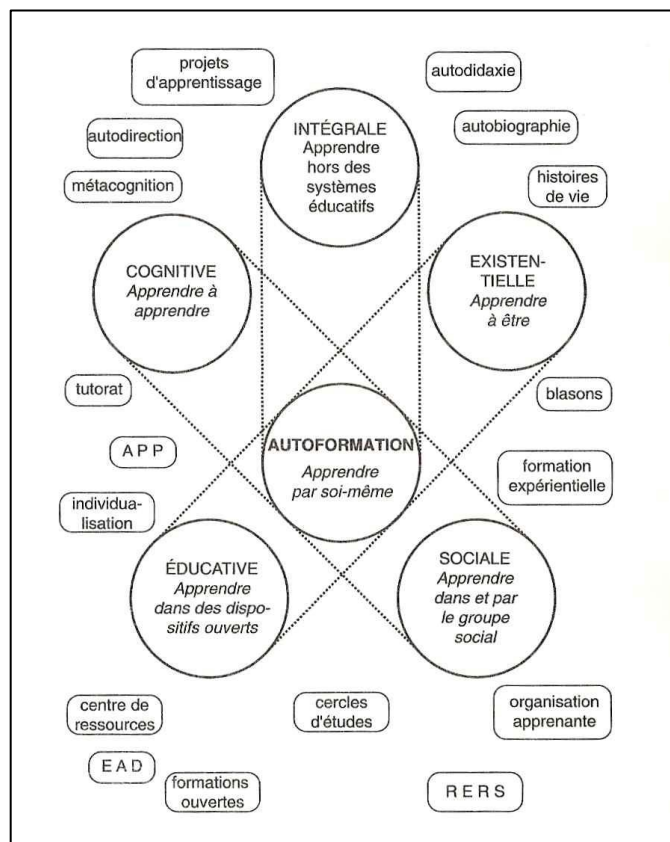 projets
d'apprentissage
autodidaxie
INTÉGRALE
Apprendre
hors des
systèmes
éducatifs
autodirection
autobiographie
métacognition
histoires
de vie
COGNITIVE
Apprendre à
apprendre
EXISTEN-
TIELLE
Apprendre
à être
tutorat
blasons
AUTOFORMATION
Apprendre
par soi-même
A P P
formation
expérientielle
individua-
lisation
ÉDUCATIVE
Apprendre
dans des dispo-
sitifs ouverts
SOCIALE
Apprendre
dans et par
le groupe
social
centre de
ressources
cercles
d'études
organisation
apprenante
E A D
formations
ouvertes
R E R S